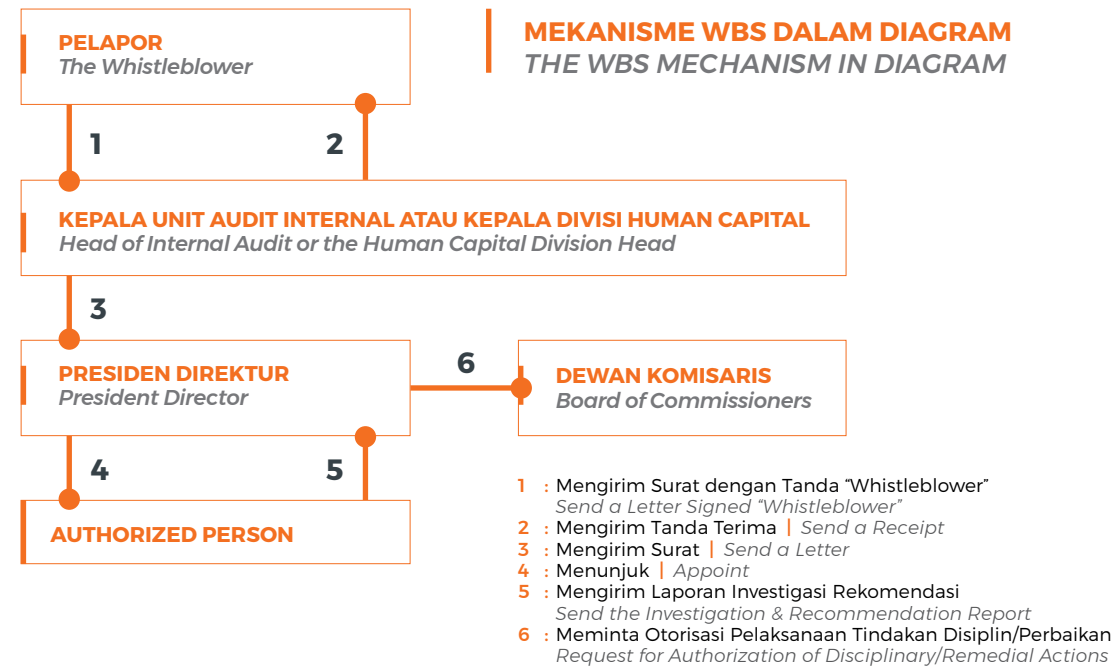 PELAPOR
The Whistleblower
MEKANISME WBS DALAM DIAGRAM
THE WBS MECHANISM IN DIAGRAM
1
2
KEPALA UNIT AUDIT INTERNAL ATAU KEPALA DIVISI HUMAN CAPITAL
Head of Internal Audit or the Human Capital Division Head
3
PRESIDEN DIREKTUR
President Director
6
DEWAN KOMISARIS
Board of Commissioners
4
5
AUTHORIZED PERSON
1 : Mengirim Surat dengan Tanda “Whistleblower”
Send a Letter Signed “Whistleblower”
2 : Mengirim Tanda Terima | Send a Receipt
3 : Mengirim Surat | Send a Letter
4 : Menunjuk | Appoint
5 : Mengirim Laporan Investigasi Rekomendasi
Send the Investigation & Recommendation Report
6 : Meminta Otorisasi Pelaksanaan Tindakan Disiplin/Perbaikan
Request for Authorization of Disciplinary/Remedial Actions